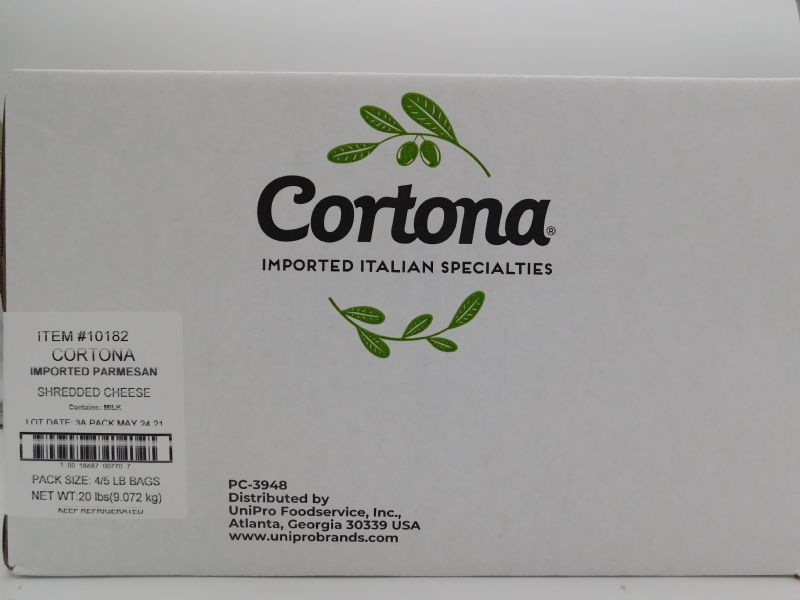 Cortona®
IMPORTED ITALIAN SPECIALTIES
ITEM #10182
CORTONA
IMPORTED PARMESAN
SHREDDED CHEESE
Contains: MILK
LOT DATE: 3A PACK MAY 24 21
1 00 18687 00770 7
PACK SIZE: 4/5 LB BAGS
NET WT:20 lbs(9.072 kg)
KEEP REFRIGERATED
PC-3948
Distributed by
UniPro Foodservice, Inc.,
Atlanta, Georgia 30339 USA
www.uniprobrands.com